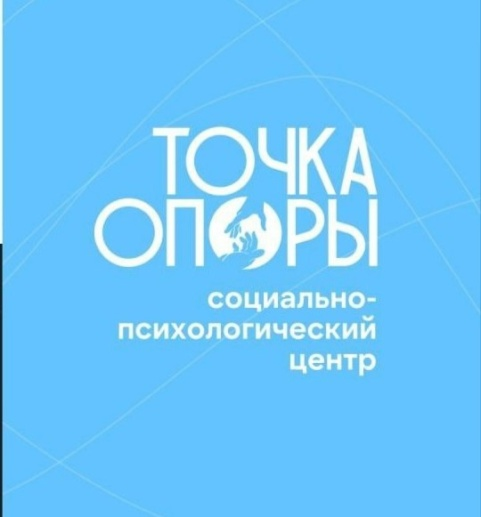 ТОЧКА
ОПОРЫ
социально-
психологический
центр